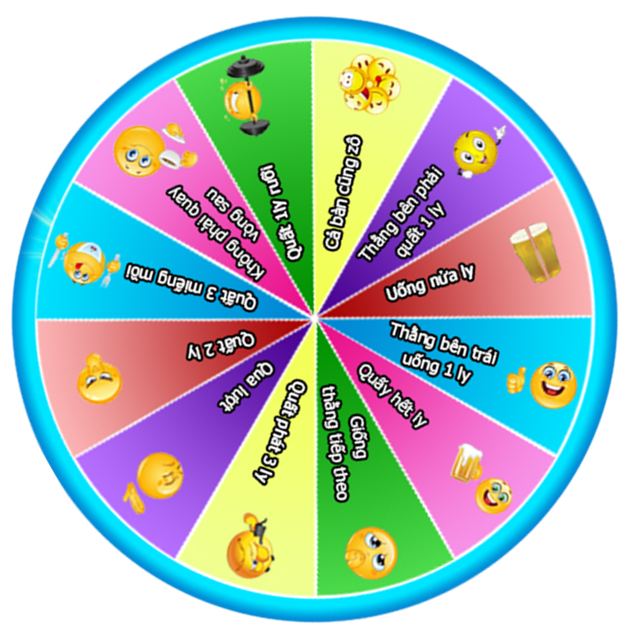 Cả bàn cùng zô
Thằng bên phải
quất 1 ly
Uống nửa ly
Thằng bên trái
uống 1 ly
Quẩy hết ly
Giống
thằng tiếp theo
Quất phát 3 ly
Qua lượt
Quất 2 ly
Quất 3 miếng mồi
Không phải quay
vòng sau
Quất 1ly rưỡi